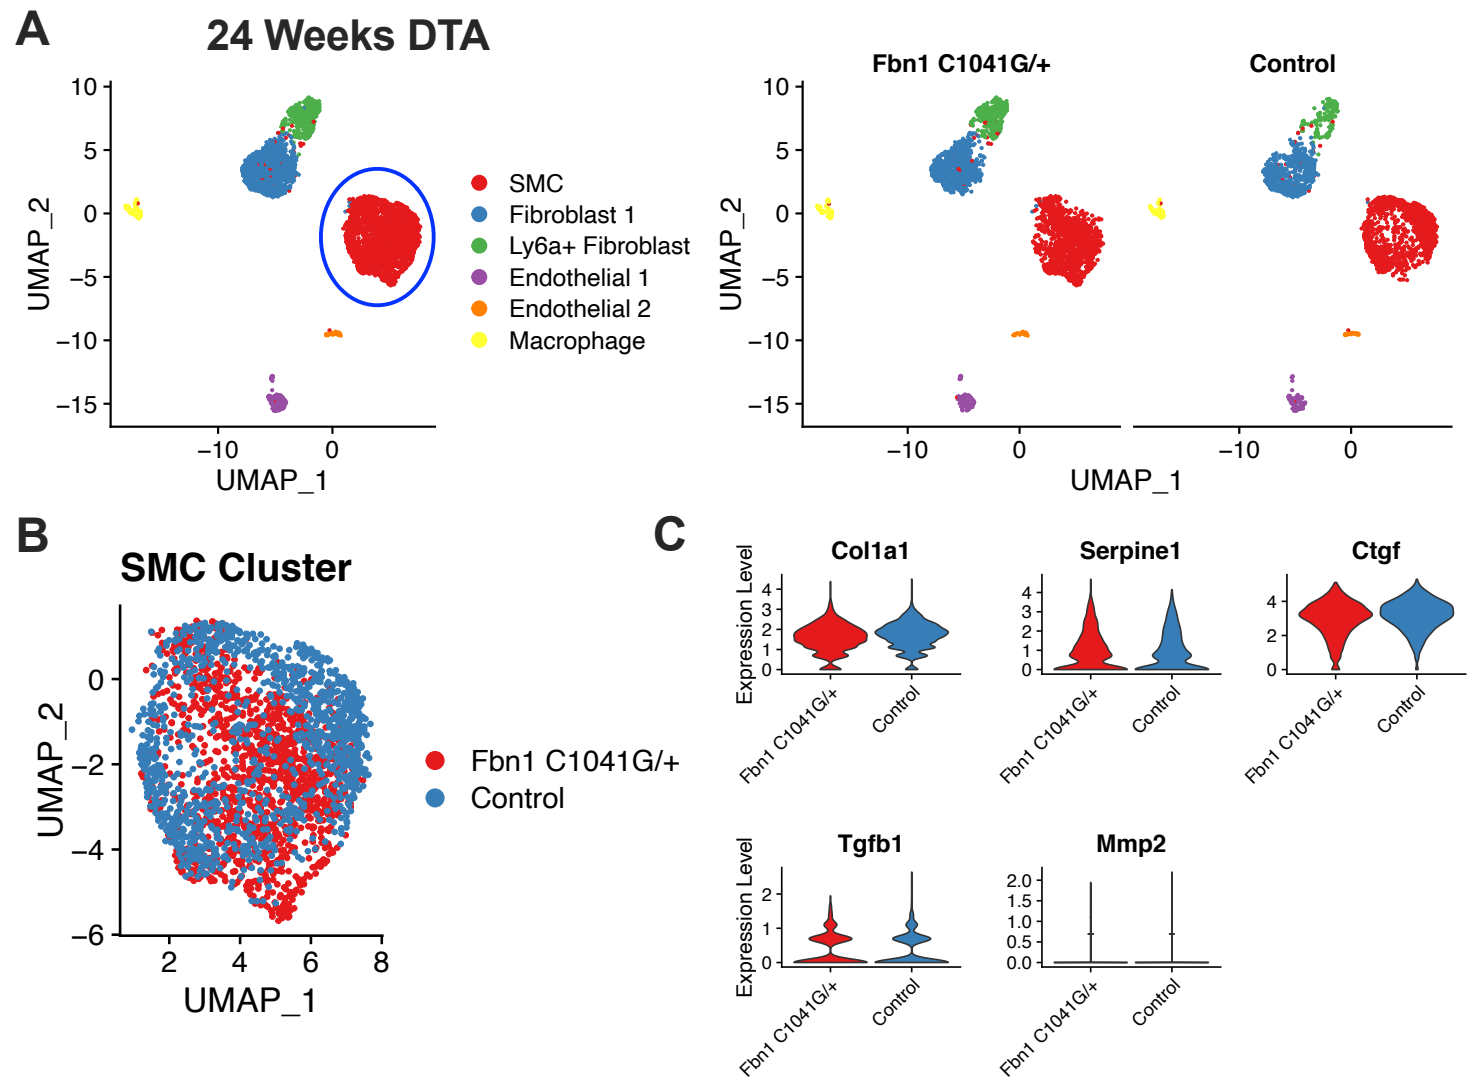 A
24 Weeks DTA
Fbn1 C1041G/+
Control
10
5
0
−5
−10
−15
UMAP_2
−10
0
UMAP_1
SMC
Fibroblast 1
Ly6a+ Fibroblast
Endothelial 1
Endothelial 2
Macrophage
10
5
0
−5
−10
−15
UMAP_2
−10
0
−10
0
UMAP_1
B
SMC Cluster
0
−2
−4
−6
UMAP_2
2
4
6
8
UMAP_1
Fbn1 C1041G/+
Control
C
Col1a1
Expression Level
4
3
2
1
0
Fbn1 C1041G/+
Control
Serpine1
4
3
2
1
0
Fbn1 C1041G/+
Control
Ctgf
4
2
0
Fbn1 C1041G/+
Control
Tgfb1
Expression Level
2
1
0
Fbn1 C1041G/+
Control
Mmp2
2.0
1.5
1.0
0.5
0.0
Fbn1 C1041G/+
Control